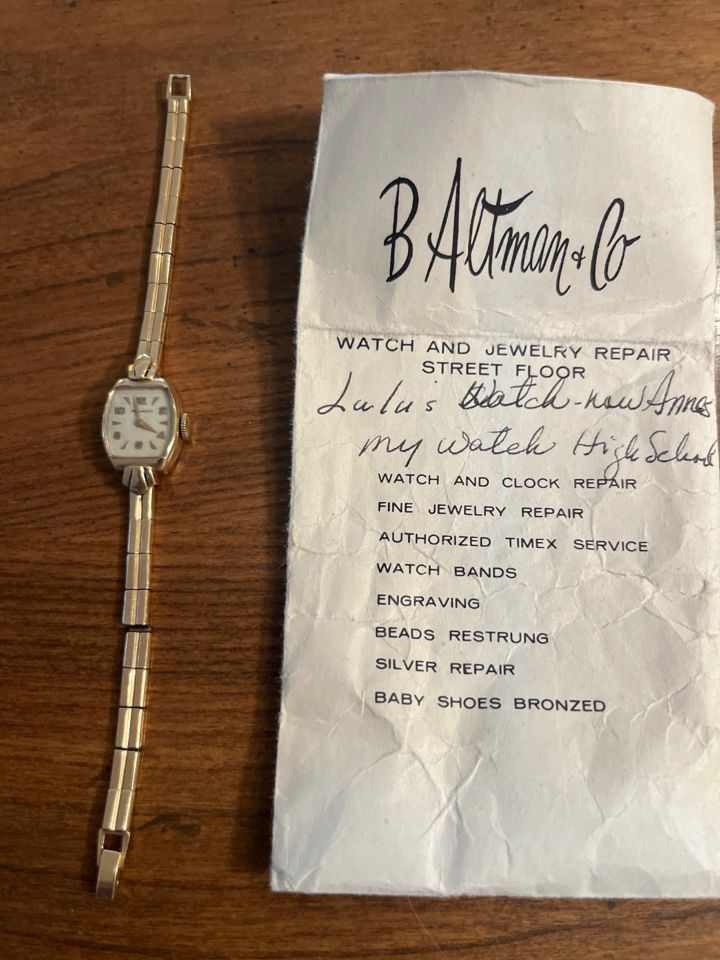 MOVADO
B Altman & Co
WATCH AND JEWELRY REPAIR
STREET FLOOR
Lulu's Watch - now Annes
my watch High School
WATCH AND CLOCK REPAIR
FINE JEWELRY REPAIR
AUTHORIZED TIMEX SERVICE
WATCH BANDS
ENGRAVING
BEADS RESTRUNG
SILVER REPAIR
BABY SHOES BRONZED